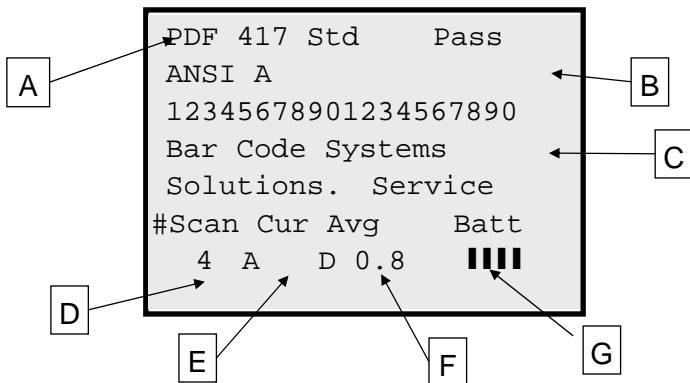 PDF 417 Std Pass
A
ANSI A
B
12345678901234567890
Bar Code Systems
C
Solutions. Service
#Scan Cur Avg Batt
4 A D 0.8
D
E
F
G